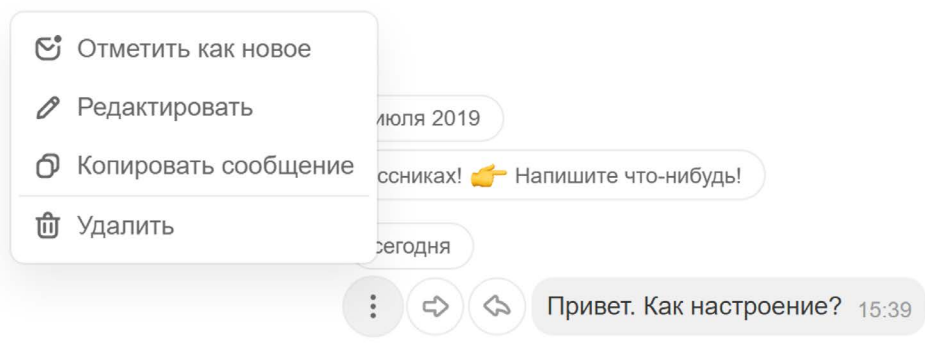 Отметить как новое
Редактировать
Копировать сообщение
Удалить
июля 2019
ссниках! 👉 Напишите что-нибудь!
сегодня
Привет. Как настроение? 15:39